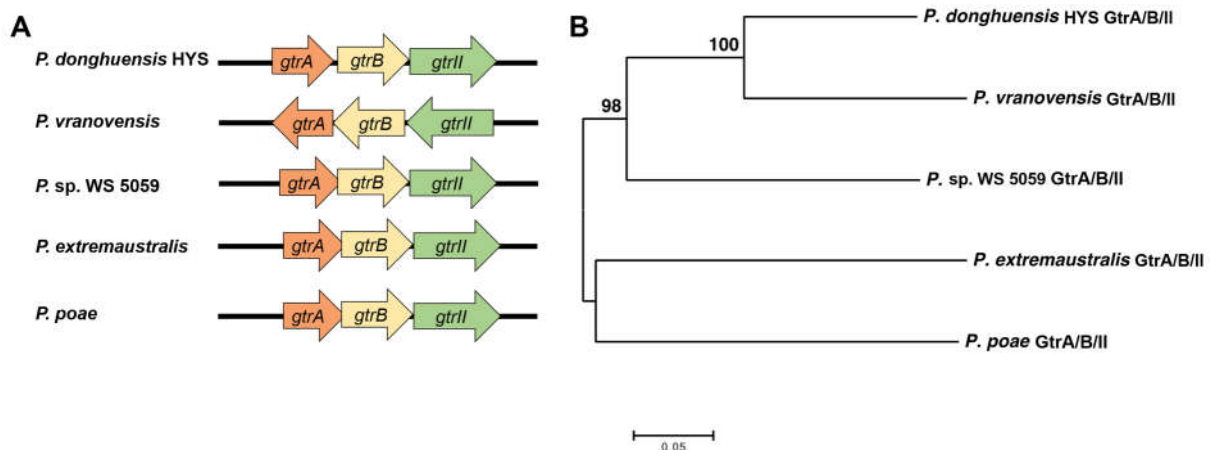 A
P. donghuensis HYS gtrA gtrB gtrII
P. vranovensis gtrA gtrB gtrII
P. sp. WS 5059 gtrA gtrB gtrII
P. extremaustralis gtrA gtrB gtrII
P. poae gtrA gtrB gtrII
B
P. donghuensis HYS GtrA/B/II
100
P. vranovensis GtrA/B/II
98
P. sp. WS 5059 GtrA/B/II
P. extremaustralis GtrA/B/II
P. poae GtrA/B/II
0.05